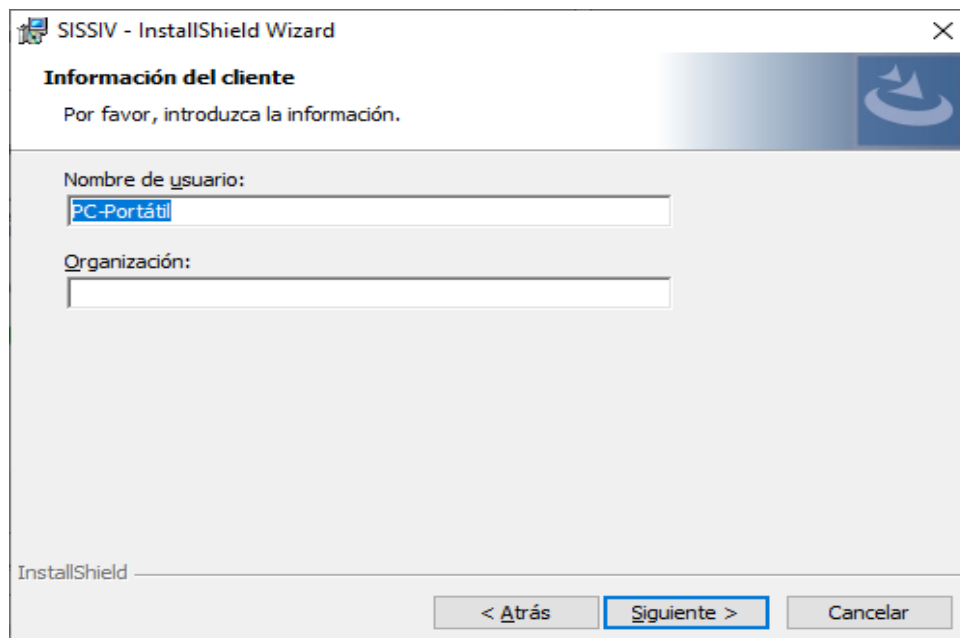 SISSIV - InstallShield Wizard
Información del cliente
Por favor, introduzca la información.
Nombre de usuario:
PC-Portátil
Organización:
InstallShield
< Atrás Siguiente > Cancelar